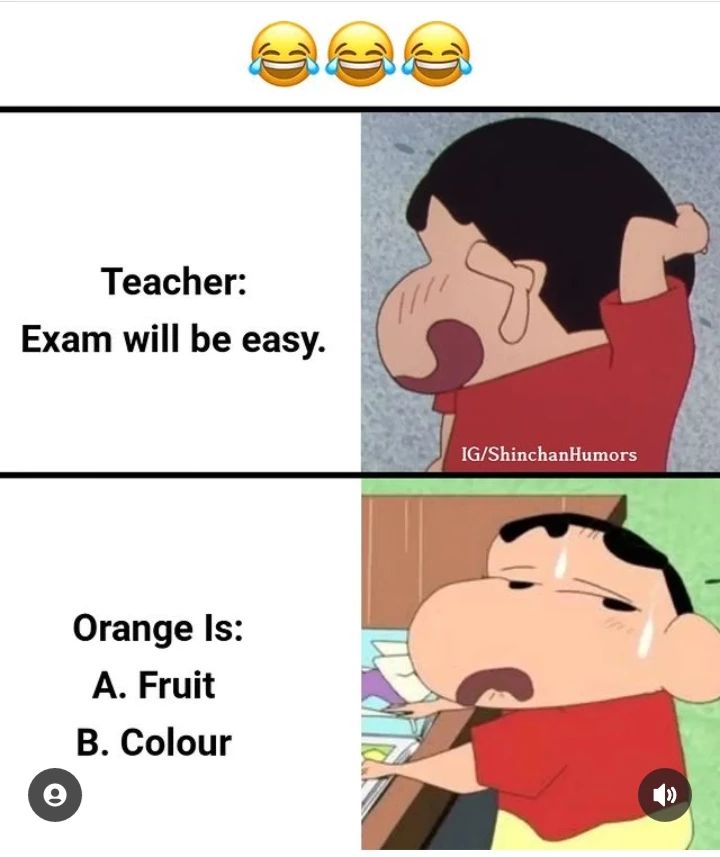 Teacher:
Exam will be easy.
IG/ShinchanHumors
Orange Is:
A. Fruit
B. Colour